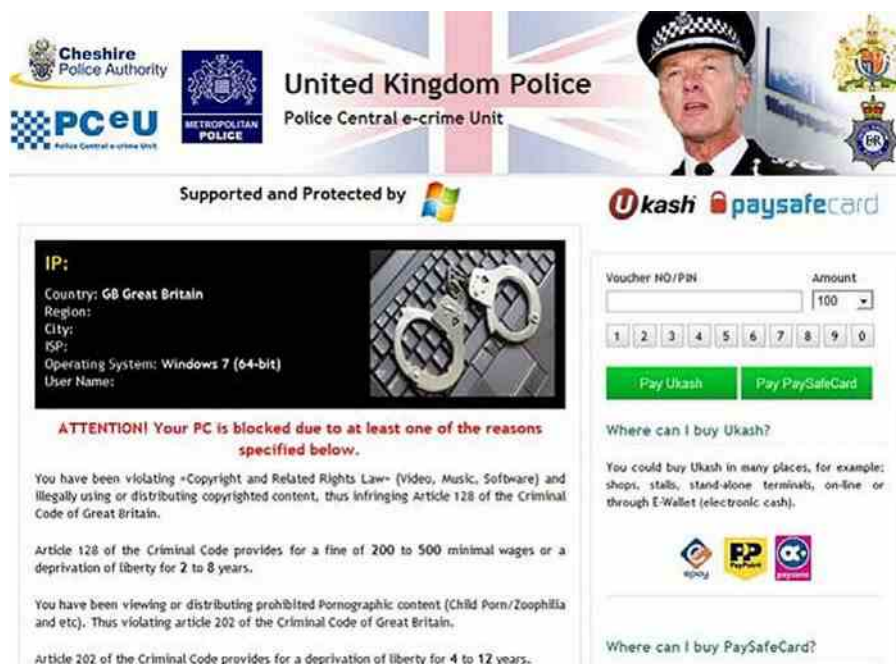 Cheshire
Police Authority
PCeU
Police Central e-crime Unit
METROPOLITAN
POLICE
United Kingdom Police
Police Central e-crime Unit
Supported and Protected by
Ukash paysafecard
IP:
Country: GB Great Britain
Region:
City:
ISP:
Operating System: Windows 7 (64-bit)
User Name:
ATTENTION! Your PC is blocked due to at least one of the reasons
specified below.
You have been violating «Copyright and Related Rights Law» (Video, Music, Software) and
illegally using or distributing copyrighted content, thus infringing Article 128 of the Criminal
Code of Great Britain.
Article 128 of the Criminal Code provides for a fine of 200 to 500 minimal wages or a
deprivation of liberty for 2 to 8 years.
You have been viewing or distributing prohibited Pornographic content (Child Porn/Zoophilia
and etc). Thus violating article 202 of the Criminal Code of Great Britain.
Article 202 of the Criminal Code provides for a deprivation of liberty for 4 to 12 years.
Voucher NO/PIN Amount
100
1 2 3 4 5 6 7 8 9 0
Pay Ukash Pay PaySafeCard
Where can I buy Ukash?
You could buy Ukash in many places, for example:
shops, stalls, stand-alone terminals, on-line or
through E-Wallet (electronic cash).
epay PayPoint payzone
Where can I buy PaySafeCard?